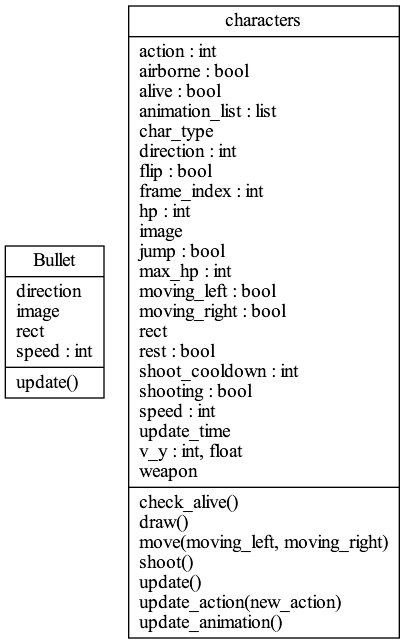 Bullet
direction
image
rect
speed : int
update()
characters
action : int
airborne : bool
alive : bool
animation_list : list
char_type
direction : int
flip : bool
frame_index : int
hp : int
image
jump : bool
max_hp : int
moving_left : bool
moving_right : bool
rect
rest : bool
shoot_cooldown : int
shooting : bool
speed : int
update_time
v_y : int, float
weapon
check_alive()
draw()
move(moving_left, moving_right)
shoot()
update()
update_action(new_action)
update_animation()